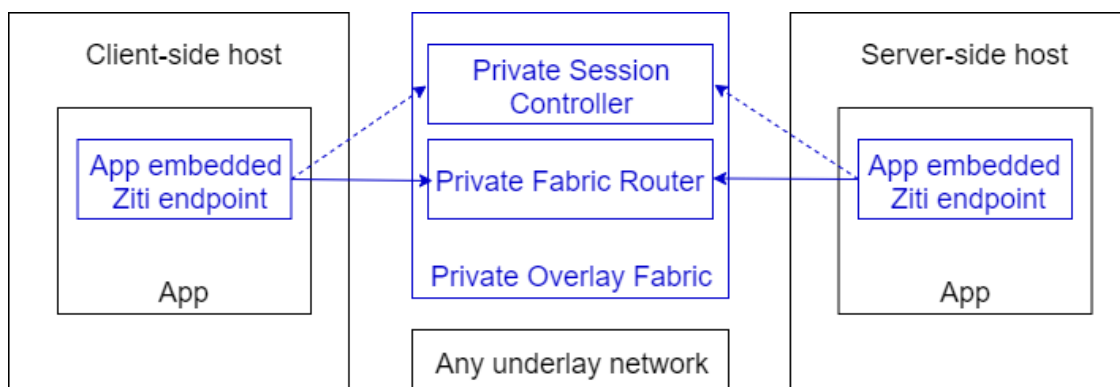 Client-side host
App embedded
Ziti endpoint
App
Private Session
Controller
Private Fabric Router
Private Overlay Fabric
Any underlay network
Server-side host
App embedded
Ziti endpoint
App